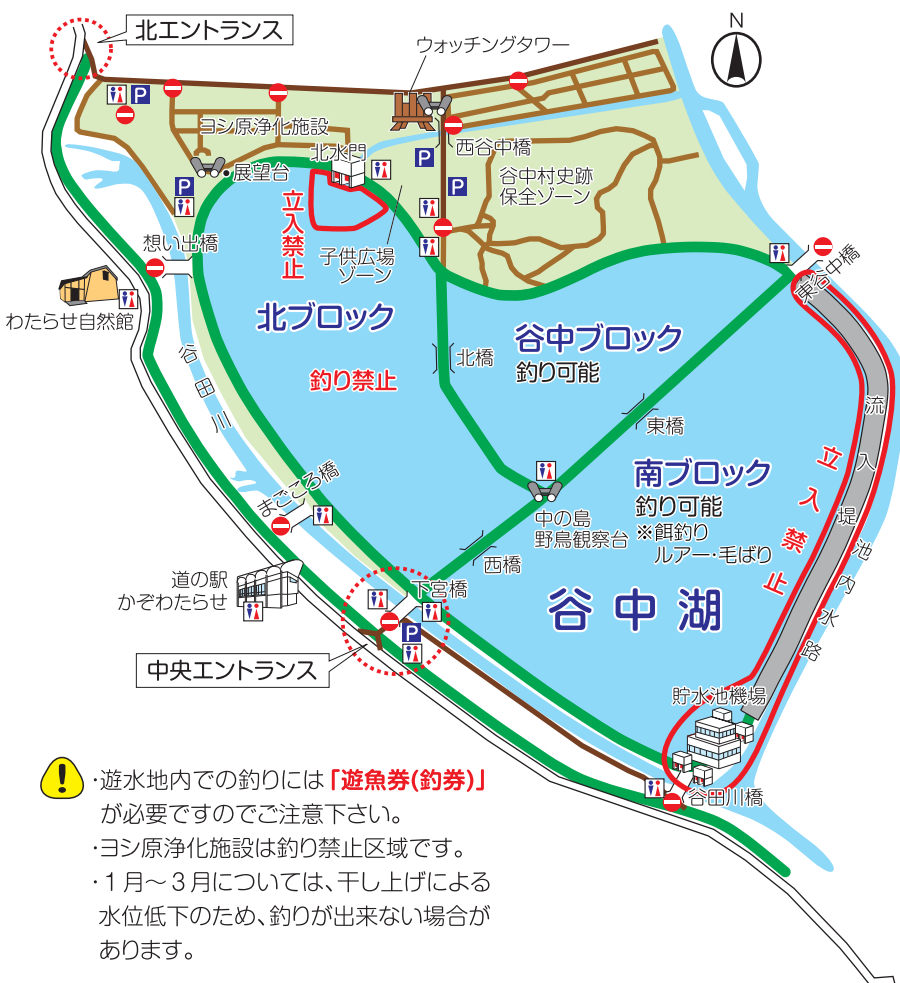 北エントランス
ウォッチングタワー
N
P
ヨシ原浄化施設
北水門
西谷中橋
P
展望台
P
P
谷中村史跡
保全ゾーン
立入禁止
子供広場
ゾーン
想い出橋
東谷中橋
わたらせ自然館
北ブロック
谷中ブロック
釣り可能
北橋
谷田川
釣り禁止
流入堤池内水路
東橋
立入禁止
南ブロック
釣り可能
※餌釣り
ルアー・毛ばり
まごころ橋
中の島
野鳥観察台
西橋
道の駅
かぞわたらせ
下宮橋
P
谷中湖
中央エントランス
貯水池機場
谷田川橋
!
・遊水地内での釣りには「遊魚券(釣券)」
が必要ですのでご注意下さい。
・ヨシ原浄化施設は釣り禁止区域です。
・1月～3月については、干し上げによる
水位低下のため、釣りが出来ない場合が
あります。